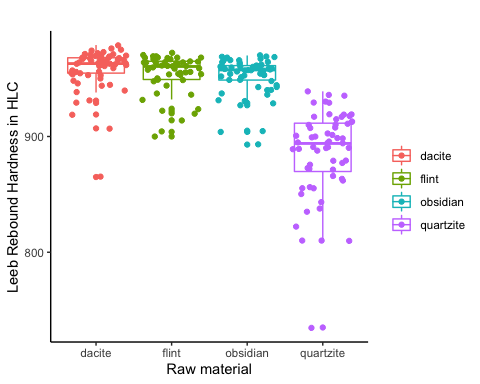 Leeb Rebound Hardness in HLC
900
800
dacite
flint
obsidian
quartzite
Raw material
dacite
flint
obsidian
quartzite